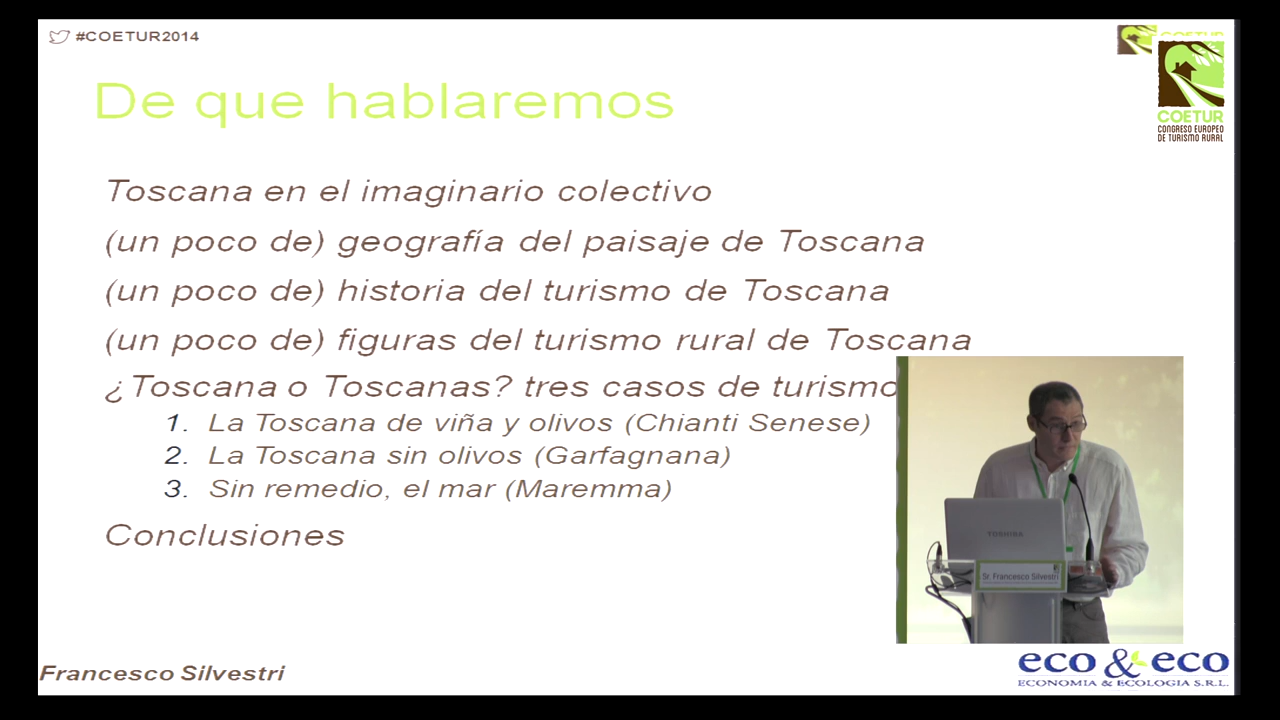 #COETUR2014
COETUR
CONGRESO EUROPEO
DE TURISMO RURAL
De que hablaremos
Toscana en el imaginario colectivo
(un poco de) geografía del paisaje de Toscana
(un poco de) historia del turismo de Toscana
(un poco de) figuras del turismo rural de Toscana
¿Toscana o Toscanas? tres casos de turismo
1. La Toscana de viña y olivos (Chianti Senese)
2. La Toscana sin olivos (Garfagnana)
3. Sin remedio, el mar (Maremma)
Conclusiones
TOSHIBA
Sr. Francesco Silvestri
Francesco Silvestri
eco & eco
ECONOMIA & ECOLOGIA S.R.L.